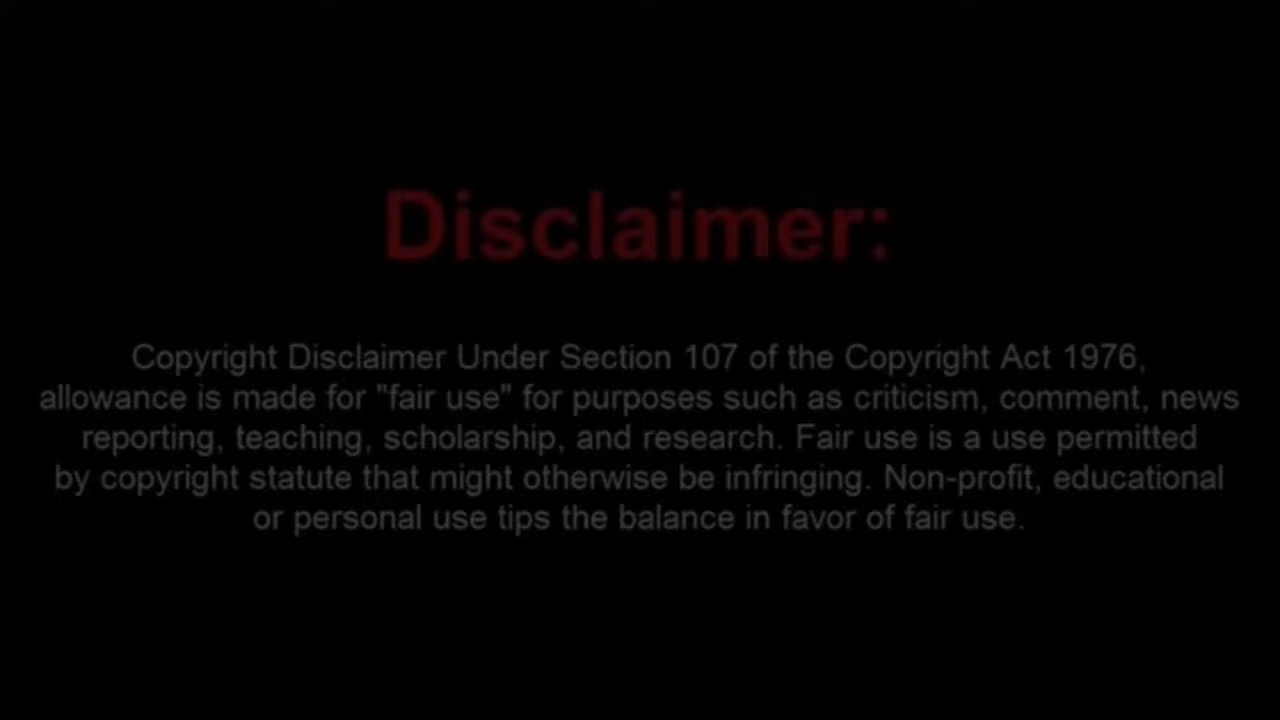 Disclaimer:
Copyright Disclaimer Under Section 107 of the Copyright Act 1976,
allowance is made for "fair use" for purposes such as criticism, comment, news
reporting, teaching, scholarship, and research. Fair use is a use permitted
by copyright statute that might otherwise be infringing. Non-profit, educational
or personal use tips the balance in favor of fair use.